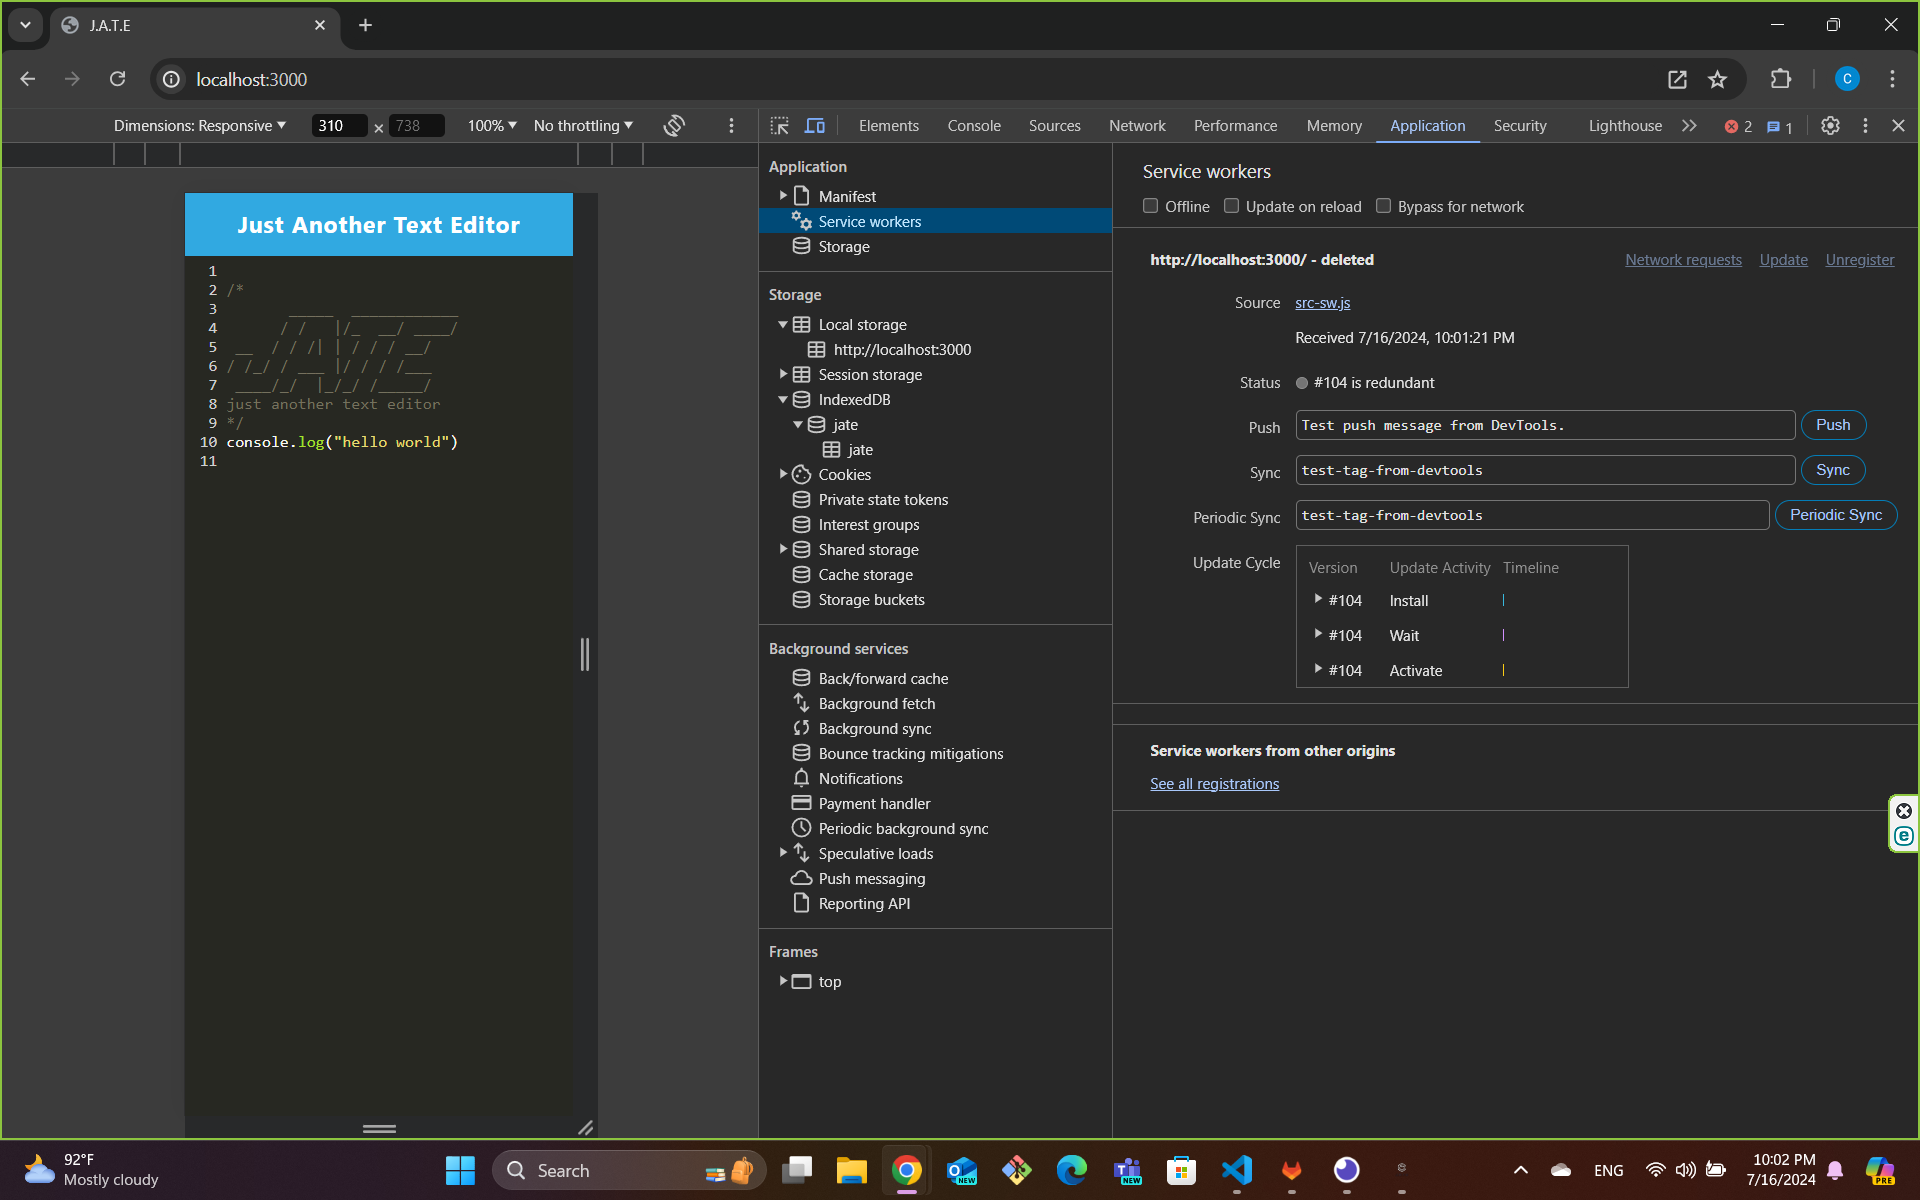 J.A.T.E
localhost:3000
Dimensions: Responsive 310 × 738 100% No throttling
Elements Console Sources Network Performance Memory Application Security Lighthouse 2 1
Just Another Text Editor
1
2 /*
3      _____  ____________
4      / /   |/_  __/ ____/
5  __  / / /| | / / / __/
6 / /_/ / ___ |/ / / /___
7  ____/_/  |_/_/ /_____/
8 just another text editor
9 */
10 console.log("hello world")
11
Application
Manifest
Service workers
Storage
Storage
Local storage
http://localhost:3000
Session storage
IndexedDB
jate
jate
Cookies
Private state tokens
Interest groups
Shared storage
Cache storage
Storage buckets
Background services
Back/forward cache
Background fetch
Background sync
Bounce tracking mitigations
Notifications
Payment handler
Periodic background sync
Speculative loads
Push messaging
Reporting API
Frames
top
Service workers
Offline Update on reload Bypass for network
http://localhost:3000/ - deleted Network requests Update Unregister
Source src-sw.js
Received 7/16/2024, 10:01:21 PM
Status #104 is redundant
Push Test push message from DevTools. Push
Sync test-tag-from-devtools Sync
Periodic Sync test-tag-from-devtools Periodic Sync
Update Cycle Version Update Activity Timeline
#104 Install
#104 Wait
#104 Activate
Service workers from other origins
See all registrations
C
92°F
Mostly cloudy
Search
NEW
NEW
ENG
10:02 PM
7/16/2024
PRE